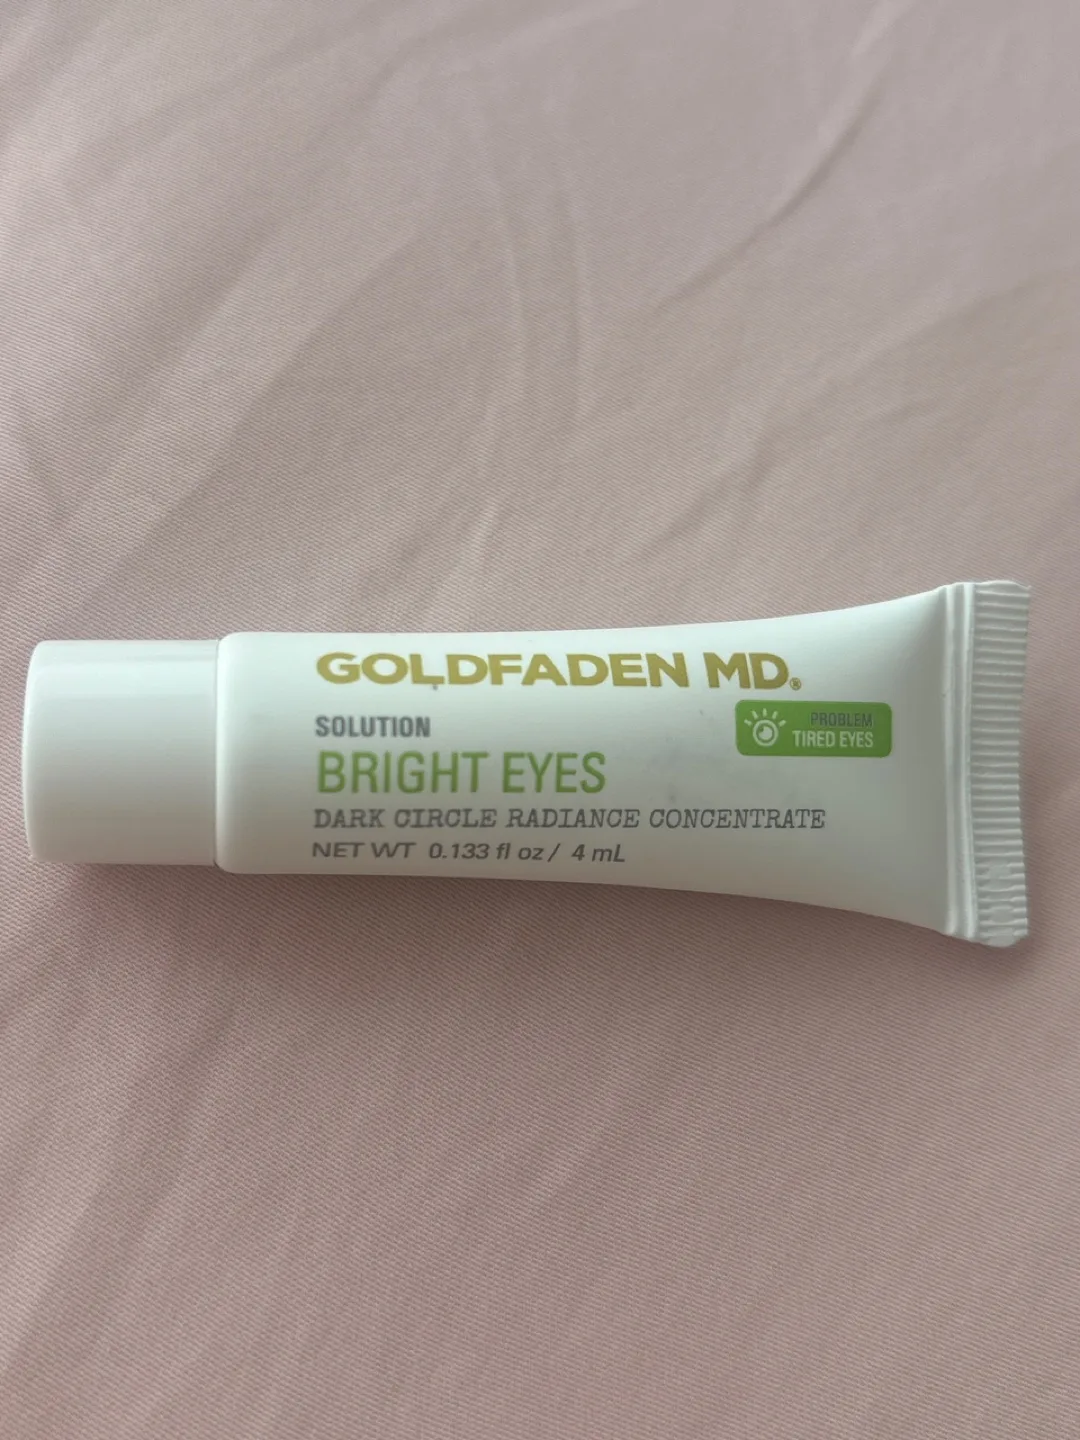 GOLDFADEN MD®
PROBLEM
TIRED EYES
SOLUTION
BRIGHT EYES
DARK CIRCLE RADIANCE CONCENTRATE
NET WT 0.133 fl oz / 4 mL